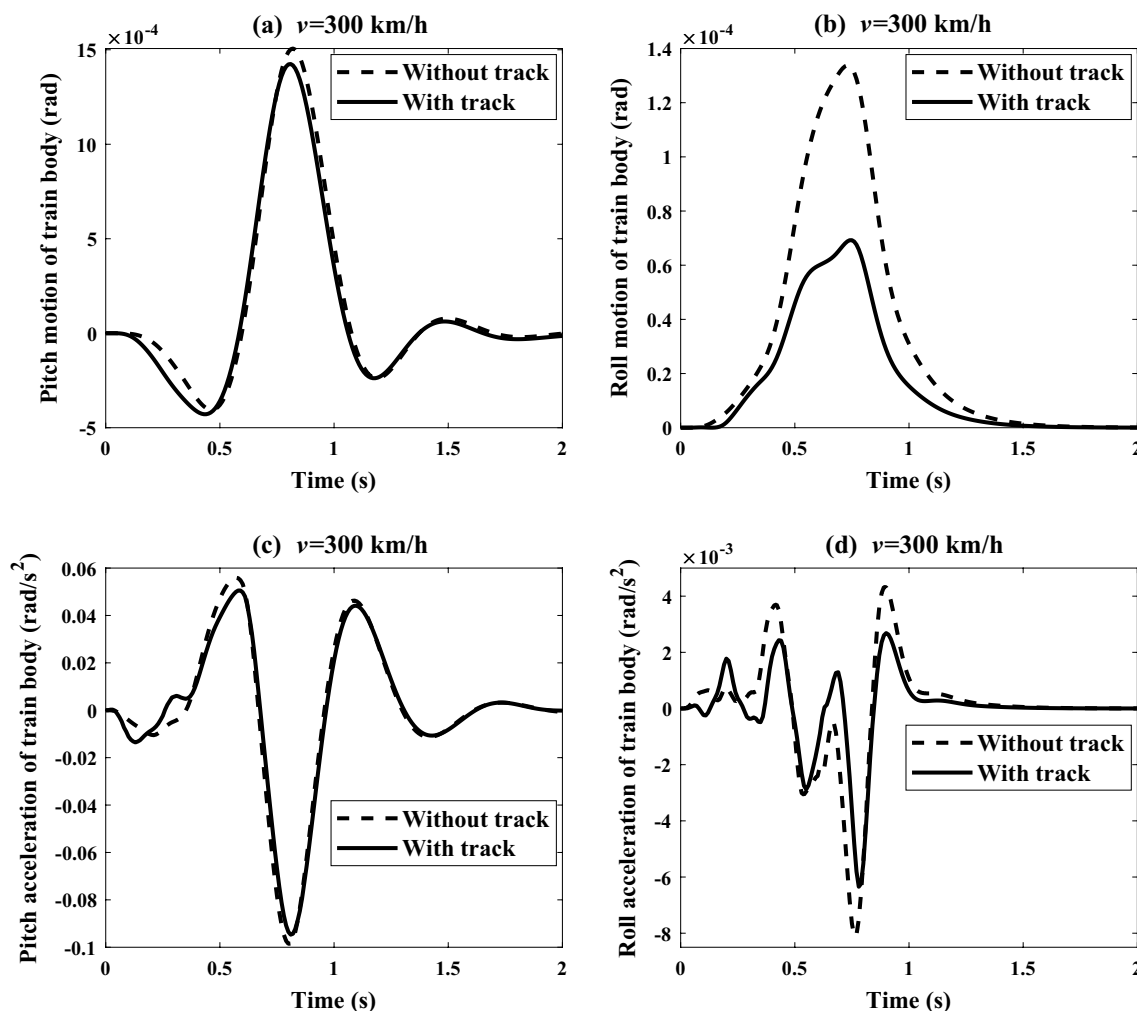 (a) v=300 km/h
×10⁻⁴
15
10
5
0
-5
Pitch motion of train body (rad)
Without track
With track
0 0.5 1 1.5 2
Time (s)
(b) v=300 km/h
×10⁻⁴
1.4
1.2
1
0.8
0.6
0.4
0.2
0
Roll motion of train body (rad)
Without track
With track
0 0.5 1 1.5 2
Time (s)
(c) v=300 km/h
0.06
0.04
0.02
0
-0.02
-0.04
-0.06
-0.08
-0.1
Pitch acceleration of train body (rad/s²)
Without track
With track
0 0.5 1 1.5 2
Time (s)
(d) v=300 km/h
×10⁻³
4
2
0
-2
-4
-6
-8
Roll acceleration of train body (rad/s²)
Without track
With track
0 0.5 1 1.5 2
Time (s)